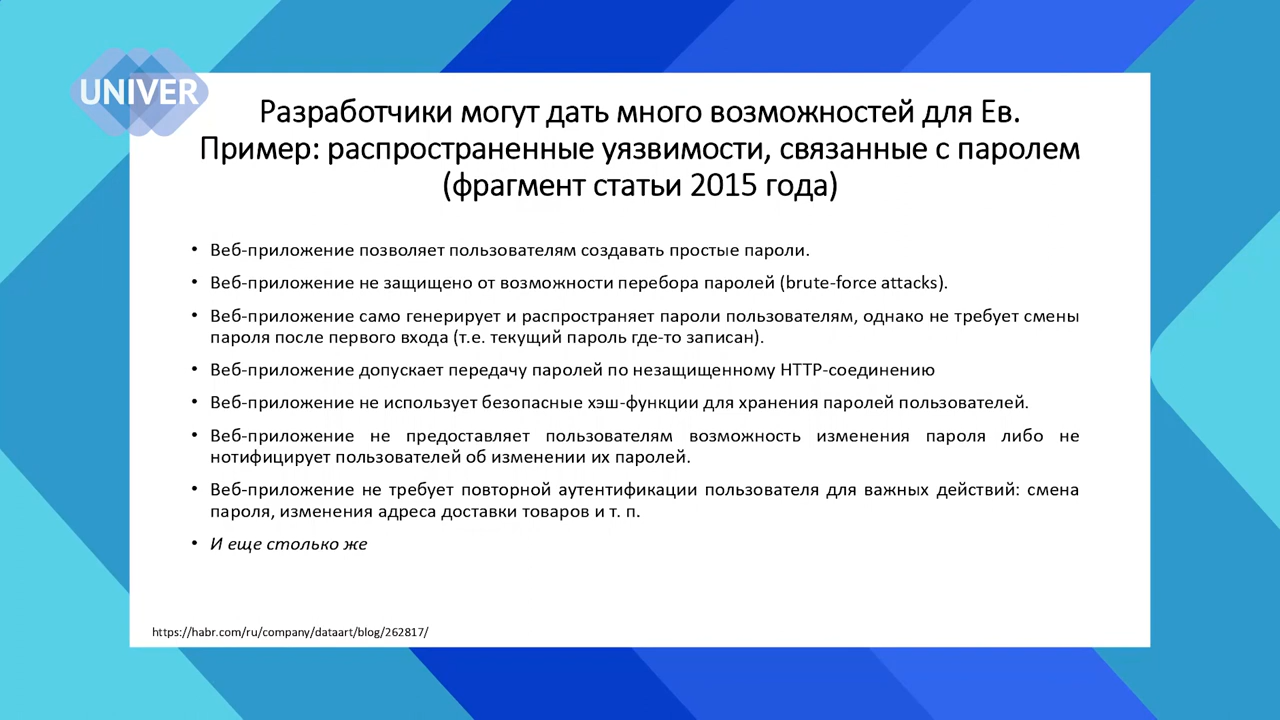 UNIVER
Разработчики могут дать много возможностей для Ев.
Пример: распространенные уязвимости, связанные с паролем
(фрагмент статьи 2015 года)
• Веб-приложение позволяет пользователям создавать простые пароли.
• Веб-приложение не защищено от возможности перебора паролей (brute-force attacks).
• Веб-приложение само генерирует и распространяет пароли пользователям, однако не требует смены
пароля после первого входа (т.е. текущий пароль где-то записан).
• Веб-приложение допускает передачу паролей по незащищенному HTTP-соединению
• Веб-приложение не использует безопасные хэш-функции для хранения паролей пользователей.
• Веб-приложение не предоставляет пользователям возможность изменения пароля либо не
нотифицирует пользователей об изменении их паролей.
• Веб-приложение не требует повторной аутентификации пользователя для важных действий: смена
пароля, изменения адреса доставки товаров и т. п.
• И еще столько же
https://habr.com/ru/company/dataart/blog/262817/